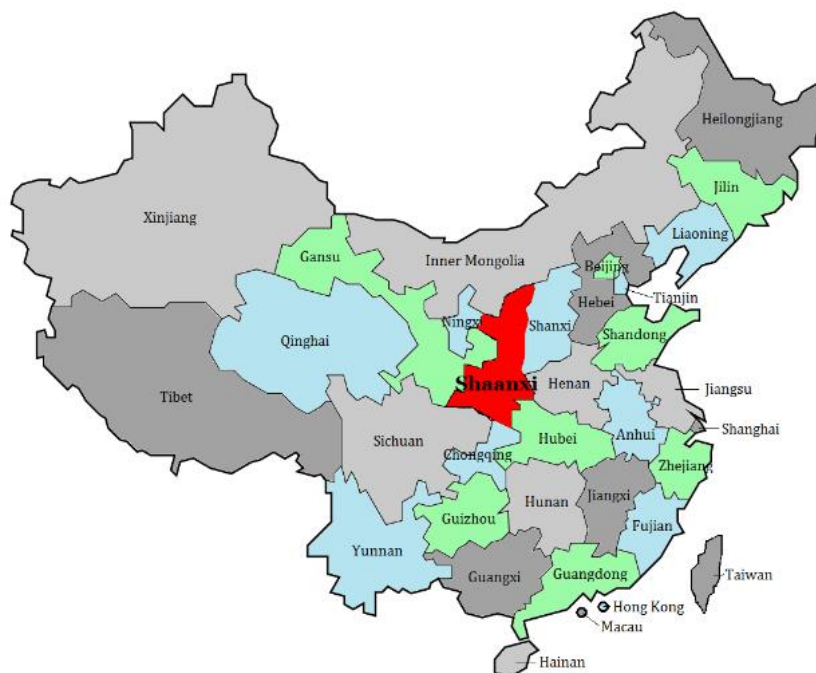 Heilongjiang
Jilin
Xinjiang
Liaoning
Gansu
Inner Mongolia
Beijing
Tianjin
Hebei
Ningxi
Shanxi
Qinghai
Shandong
Shaanxi
Henan
Jiangsu
Tibet
Sichuan
Hubei
Anhui
Shanghai
Chongqing
Zhejiang
Hunan
Jiangxi
Guizhou
Fujian
Yunnan
Guangxi
Guangdong
Taiwan
Hong Kong
Macau
Hainan